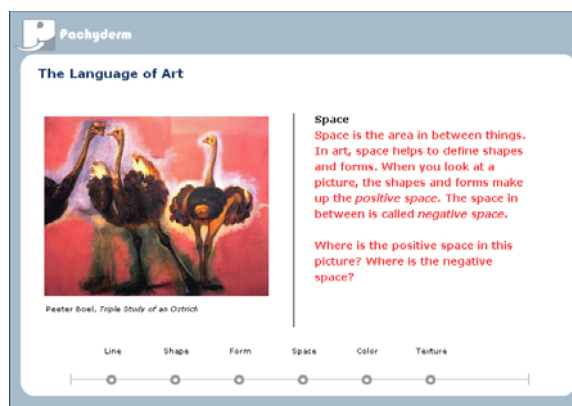 Pachyderm
The Language of Art
Space
Space is the area in between things.
In art, space helps to define shapes
and forms. When you look at a
picture, the shapes and forms make
up the positive space. The space in
between is called negative space.
Where is the positive space in this
picture? Where is the negative
space?
Peeter Boel, Triple Study of an Ostrich
Line Shape Form Space Color Texture